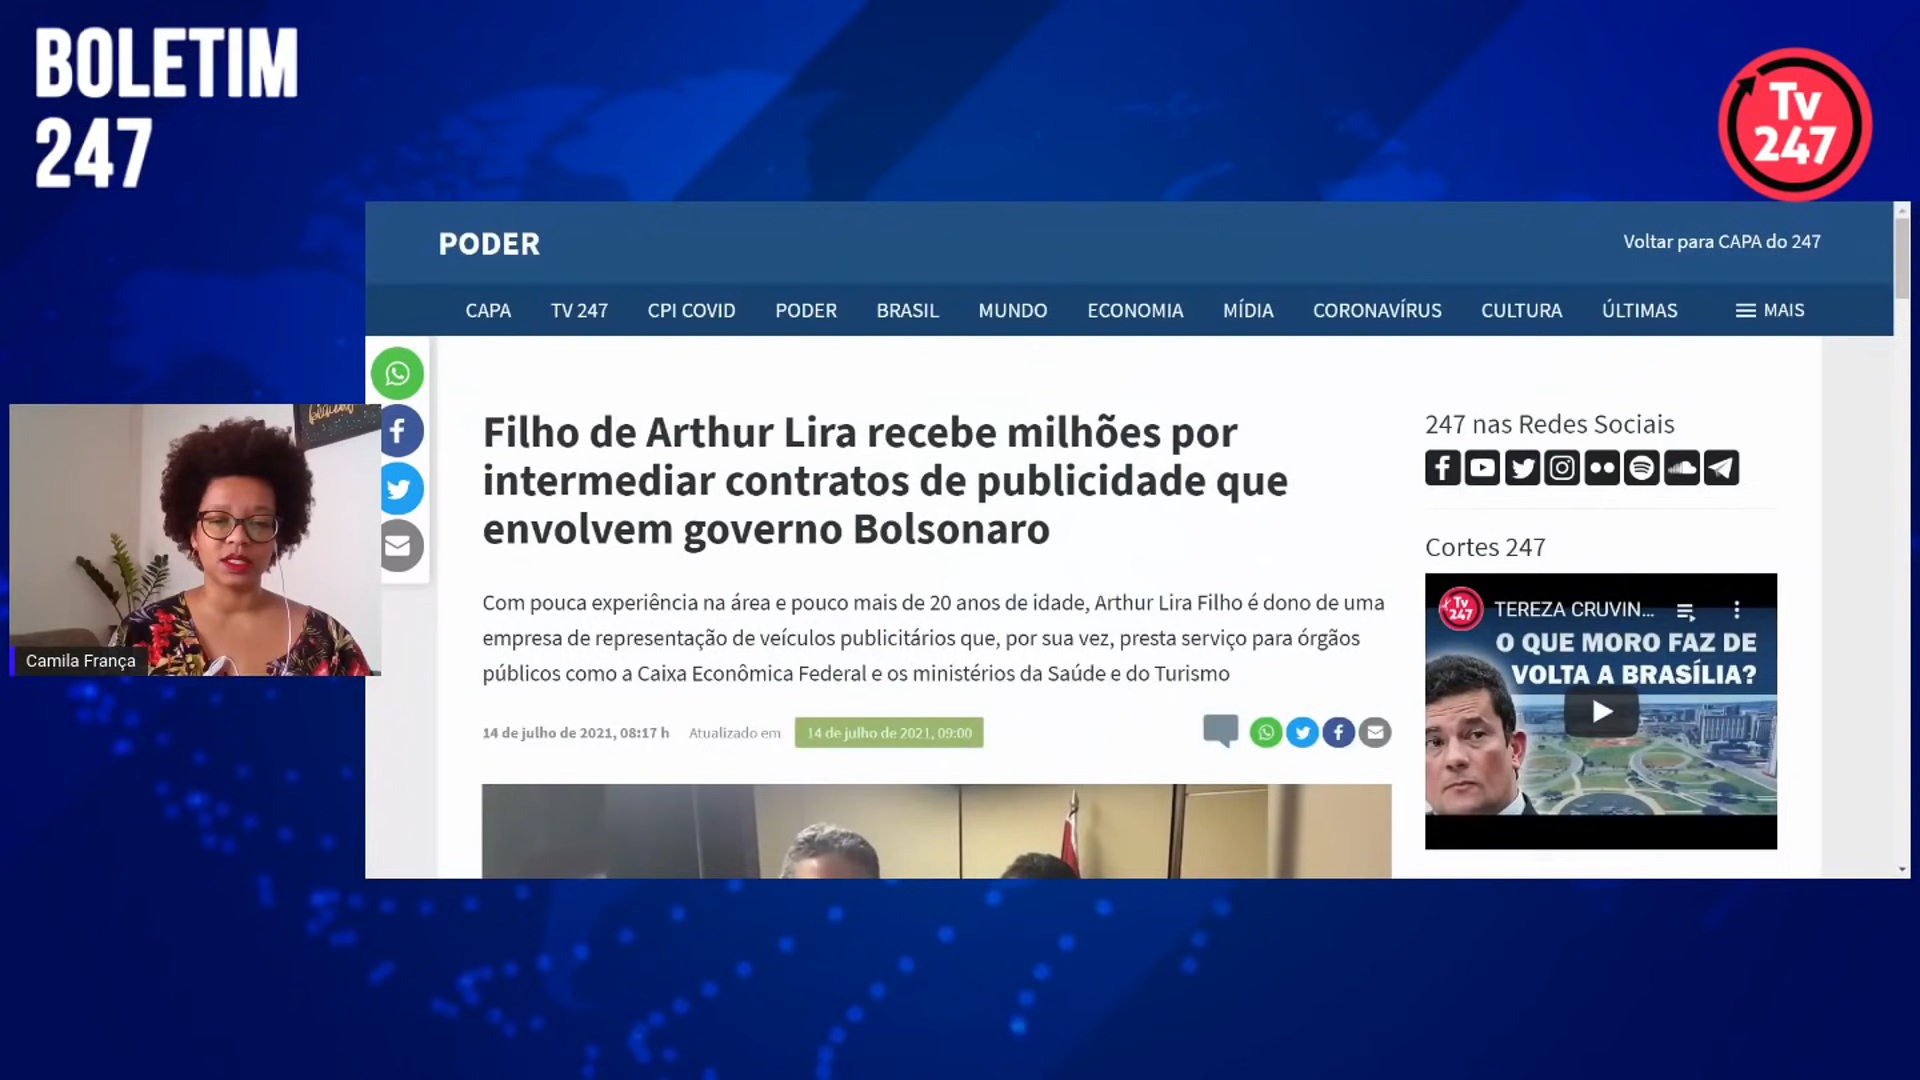 BOLETIM
247
Tv
247
PODER
Voltar para CAPA do 247
CAPA TV 247 CPI COVID PODER BRASIL MUNDO ECONOMIA MÍDIA CORONAVÍRUS CULTURA ÚLTIMAS MAIS
Filho de Arthur Lira recebe milhões por
intermediar contratos de publicidade que
envolvem governo Bolsonaro
Com pouca experiência na área e pouco mais de 20 anos de idade, Arthur Lira Filho é dono de uma
empresa de representação de veículos publicitários que, por sua vez, presta serviço para órgãos
públicos como a Caixa Econômica Federal e os ministérios da Saúde e do Turismo
14 de julho de 2021, 08:17 h Atualizado em 14 de julho de 2021, 09:00
247 nas Redes Sociais
Cortes 247
Tv
247
TEREZA CRUVIN...
O QUE MORO FAZ DE
VOLTA A BRASÍLIA?
Camila França